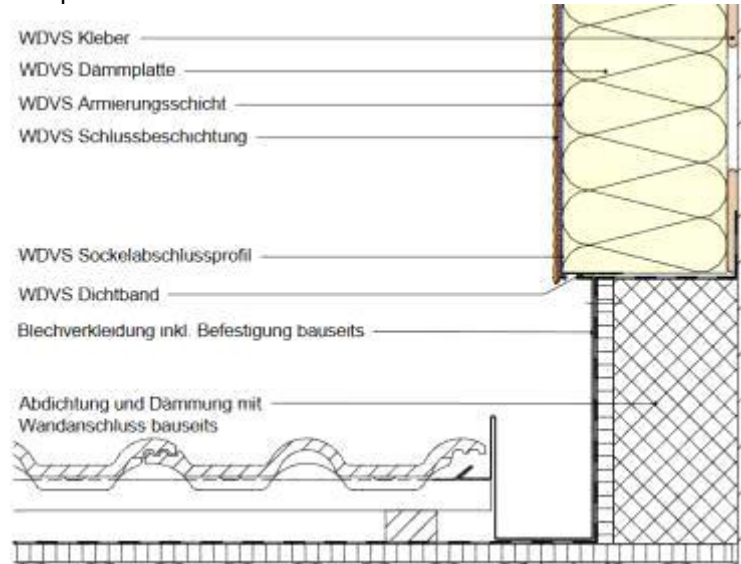 WDVS Kleber
WDVS Dämmplatte
WDVS Armierungsschicht
WDVS Schlussbeschichtung
WDVS Sockelabschlussprofil
WDVS Dichtband
Blechverkleidung inkl. Befestigung bauseits
Abdichtung und Dämmung mit
Wandanschluss bauseits